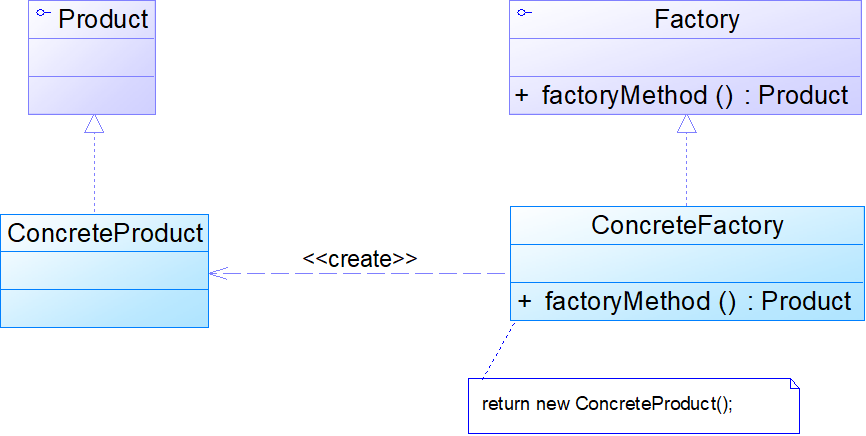 Product
Factory
+ factoryMethod () : Product
ConcreteProduct
<<create>>
ConcreteFactory
+ factoryMethod () : Product
return new ConcreteProduct();